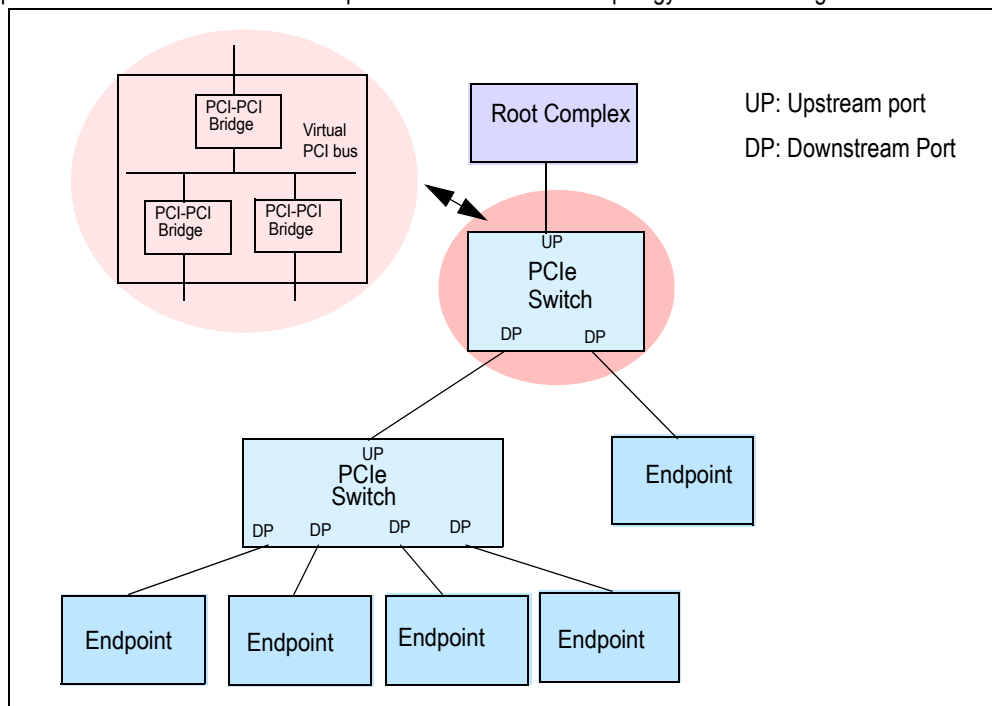 PCI-PCI
Bridge
Virtual
PCI bus
PCI-PCI
Bridge
PCI-PCI
Bridge
Root Complex
UP: Upstream port
DP: Downstream Port
UP
PCIe
Switch
DP DP
UP
PCIe
Switch
DP DP DP DP
Endpoint
Endpoint Endpoint Endpoint Endpoint